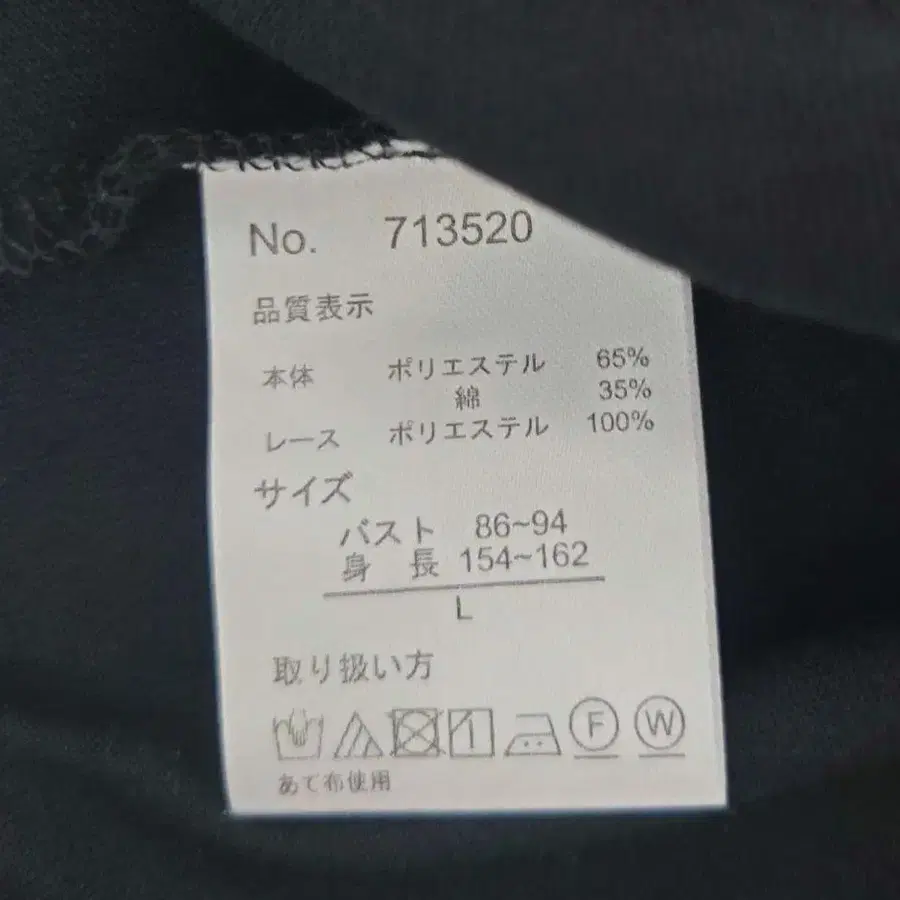 No. 713520
品質表示
本体 ポリエステル 65%
綿 35%
レース ポリエステル 100%
サイズ
バスト 86~94
身 長 154~162
L
取り扱い方
F W
あて布使用